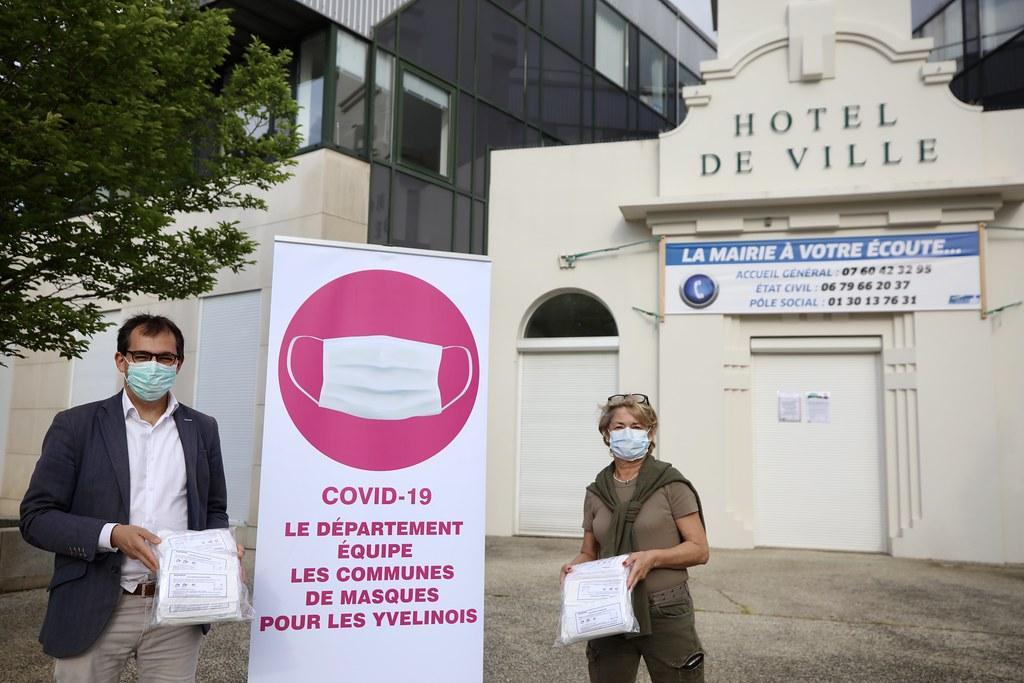 HOTEL
DE VILLE
LA MAIRIE À VOTRE ÉCOUTE...
ACCUEIL GÉNÉRAL : 07 60 42 32 95
ÉTAT CIVIL : 06 79 66 20 37
PÔLE SOCIAL : 01 30 13 76 31
COVID-19
LE DÉPARTEMENT
ÉQUIPE
LES COMMUNES
DE MASQUES
POUR LES YVELINOIS